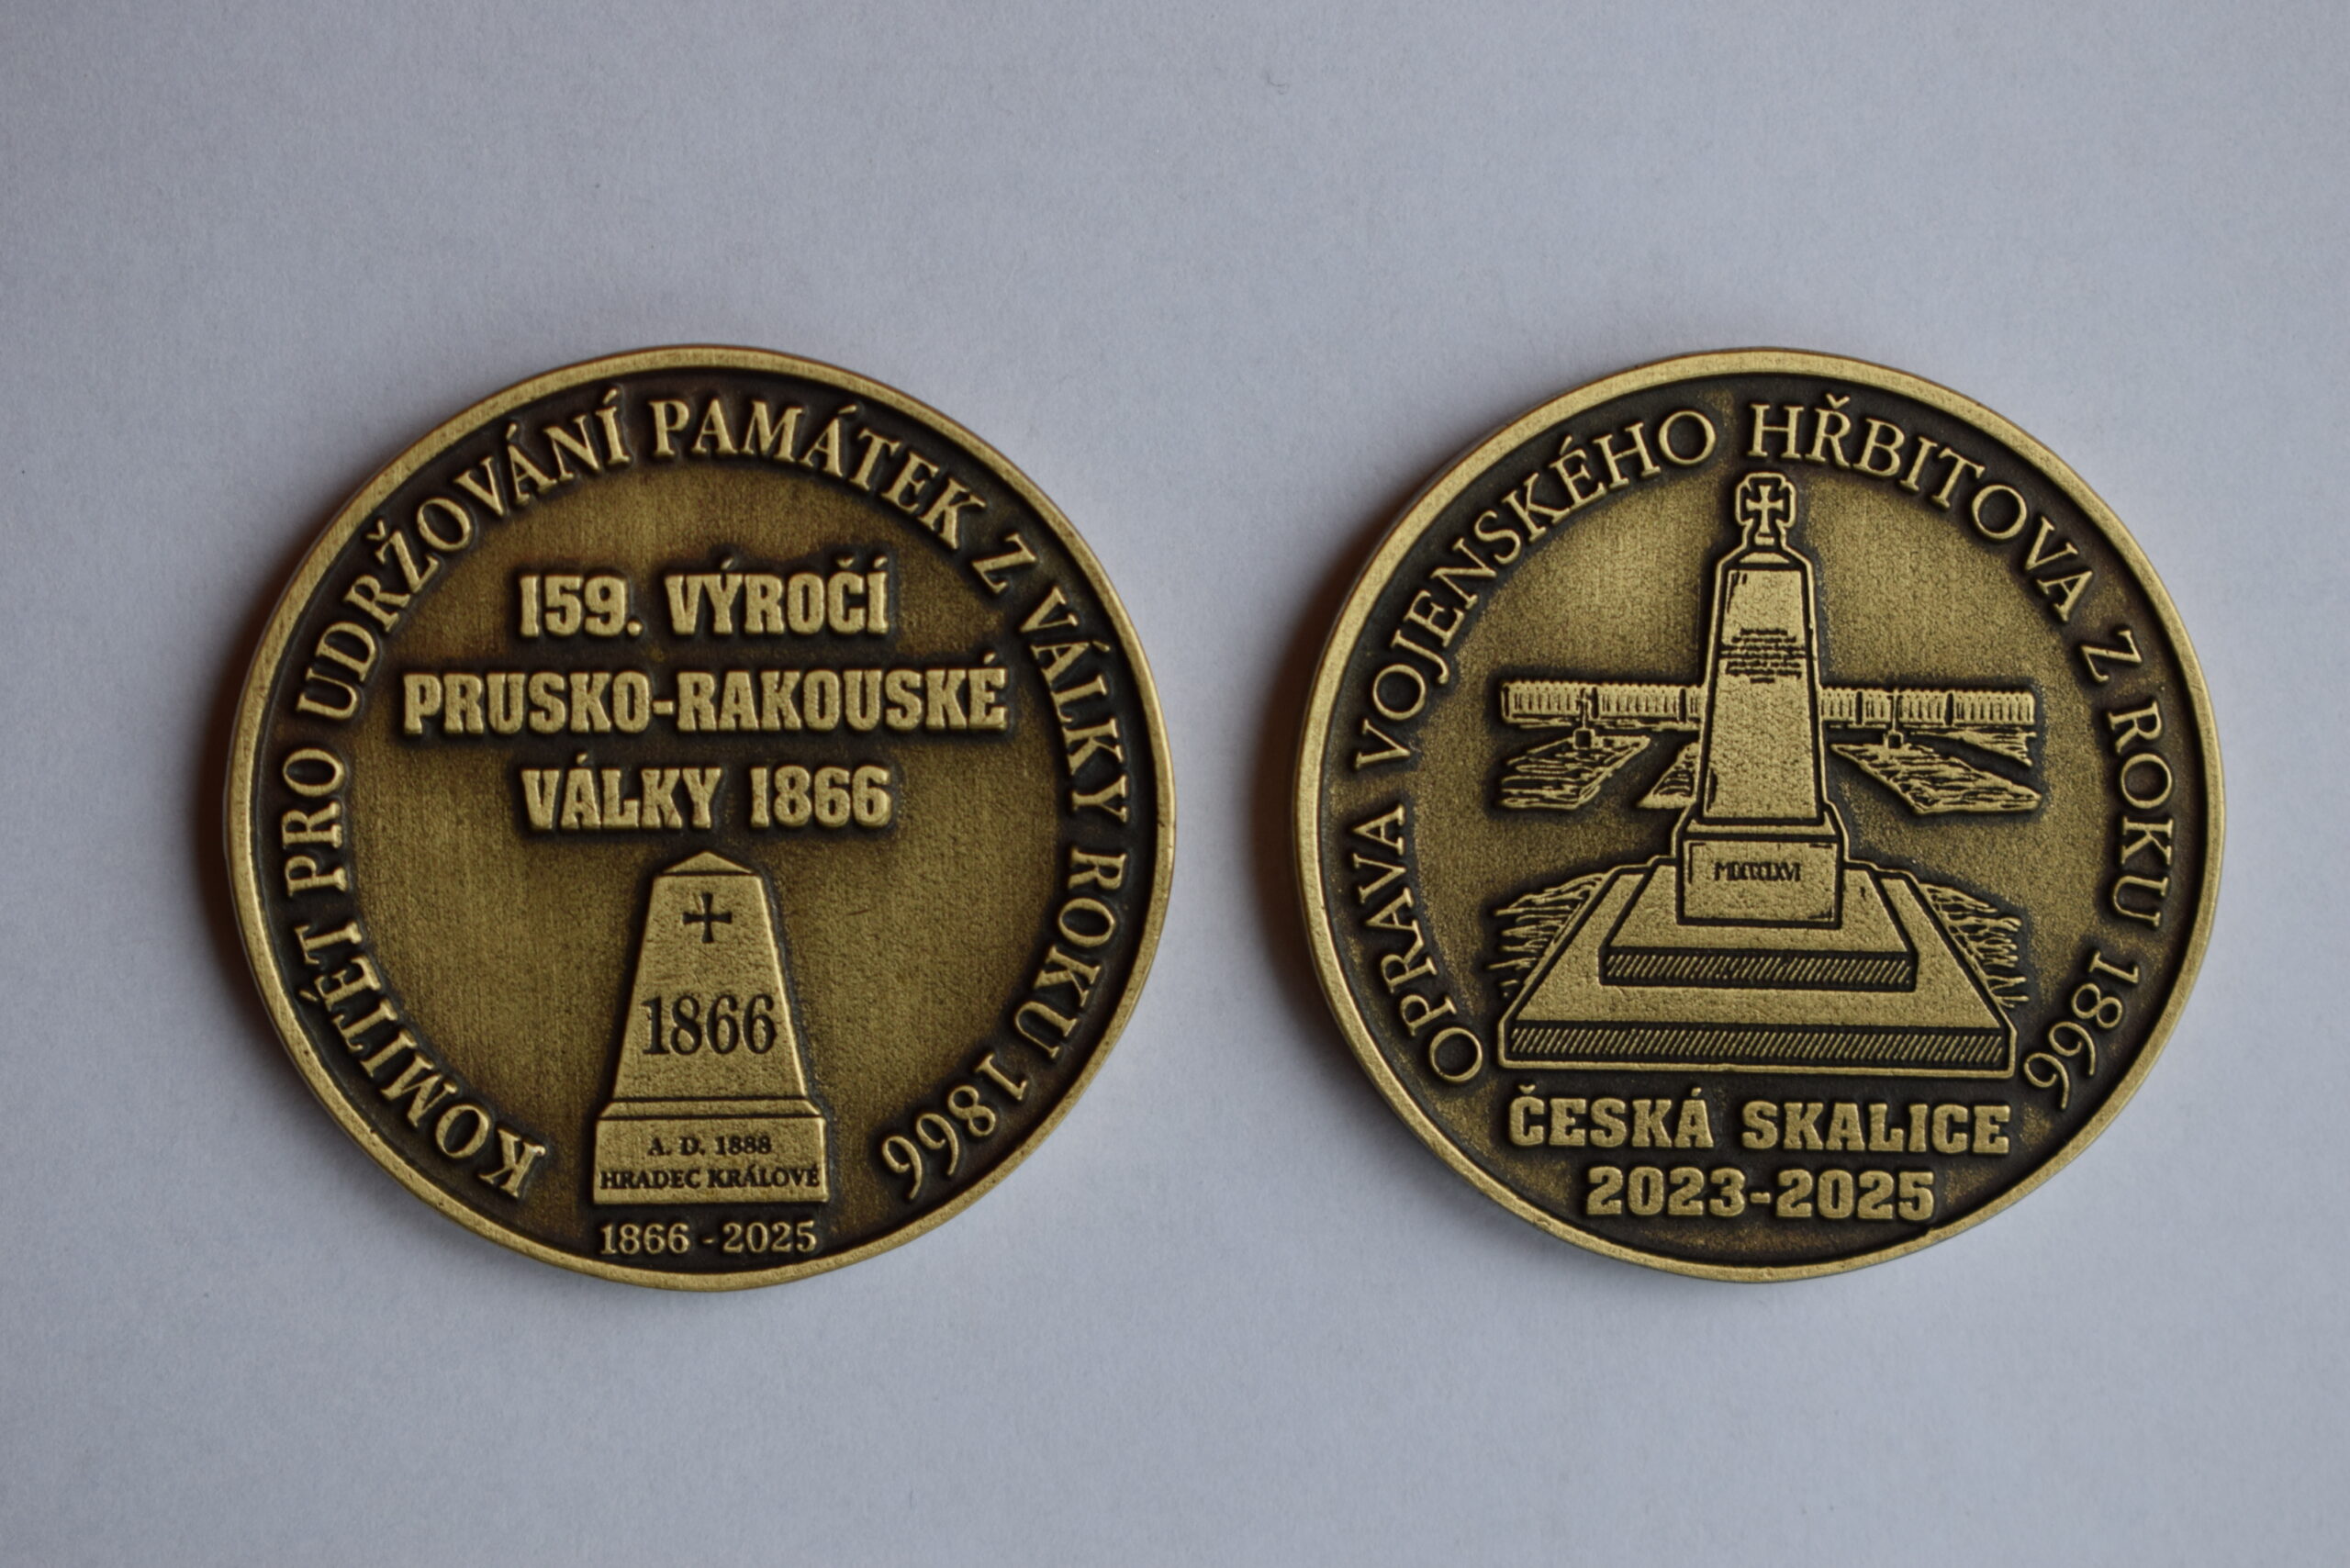 KOMITÉT PRO UDRŽOVÁNÍ PAMÁTEK Z VÁLKY ROKU 1866
159. VÝROČÍ
PRUSKO-RAKOUSKÉ
VÁLKY 1866
1866
A. D. 1888
HRADEC KRÁLOVÉ
1866 - 2025
OPRAVA VOJENSKÉHO HŘBITOVA Z ROKU 1866
MDCCCLXVI
ČESKÁ SKALICE
2023-2025